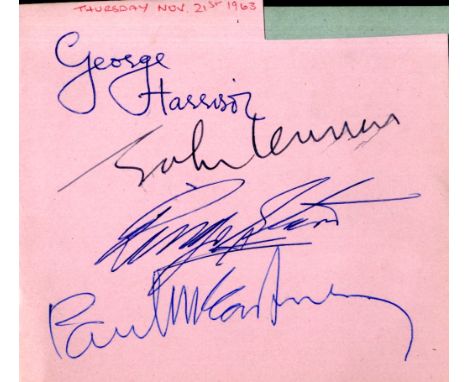 THURSDAY NOV. 21ST 1963
George
Harrison
John Lennon
Ringo Starr
Paul McCartney